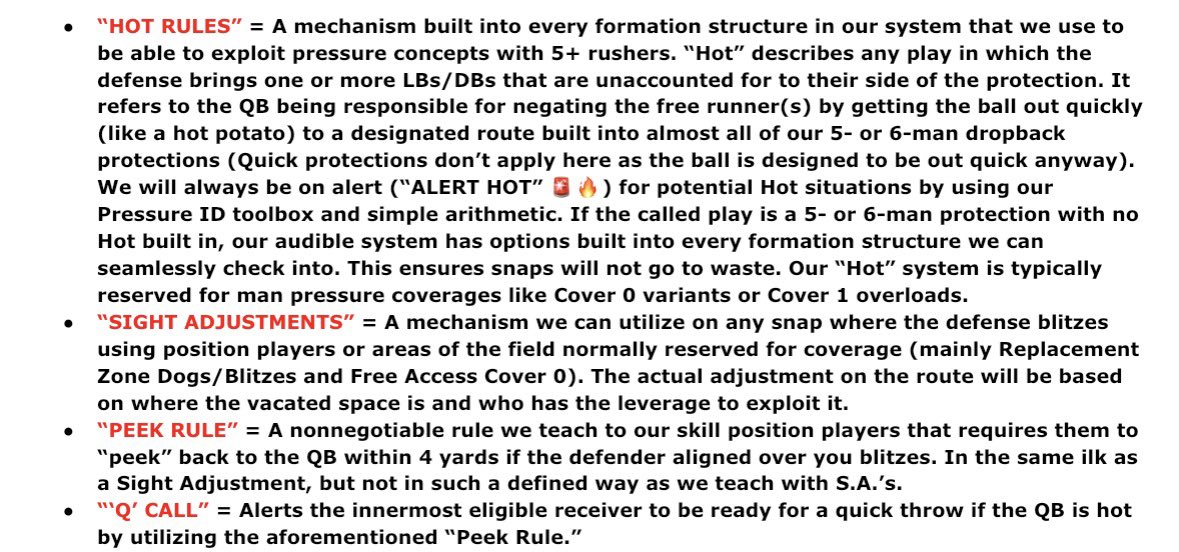 • “HOT RULES” = A mechanism built into every formation structure in our system that we use to
be able to exploit pressure concepts with 5+ rushers. “Hot” describes any play in which the
defense brings one or more LBs/DBs that are unaccounted for to their side of the protection. It
refers to the QB being responsible for negating the free runner(s) by getting the ball out quickly
(like a hot potato) to a designated route built into almost all of our 5- or 6-man dropback
protections (Quick protections don’t apply here as the ball is designed to be out quick anyway).
We will always be on alert (“ALERT HOT” 🚨🔥) for potential Hot situations by using our
Pressure ID toolbox and simple arithmetic. If the called play is a 5- or 6-man protection with no
Hot built in, our audible system has options built into every formation structure we can
seamlessly check into. This ensures snaps will not go to waste. Our “Hot” system is typically
reserved for man pressure coverages like Cover 0 variants or Cover 1 overloads.
• “SIGHT ADJUSTMENTS” = A mechanism we can utilize on any snap where the defense blitzes
using position players or areas of the field normally reserved for coverage (mainly Replacement
Zone Dogs/Blitzes and Free Access Cover 0). The actual adjustment on the route will be based
on where the vacated space is and who has the leverage to exploit it.
• “PEEK RULE” = A nonnegotiable rule we teach to our skill position players that requires them to
“peek” back to the QB within 4 yards if the defender aligned over you blitzes. In the same ilk as
a Sight Adjustment, but not in such a defined way as we teach with S.A.’s.
• “‘Q’ CALL” = Alerts the innermost eligible receiver to be ready for a quick throw if the QB is hot
by utilizing the aforementioned “Peek Rule.”